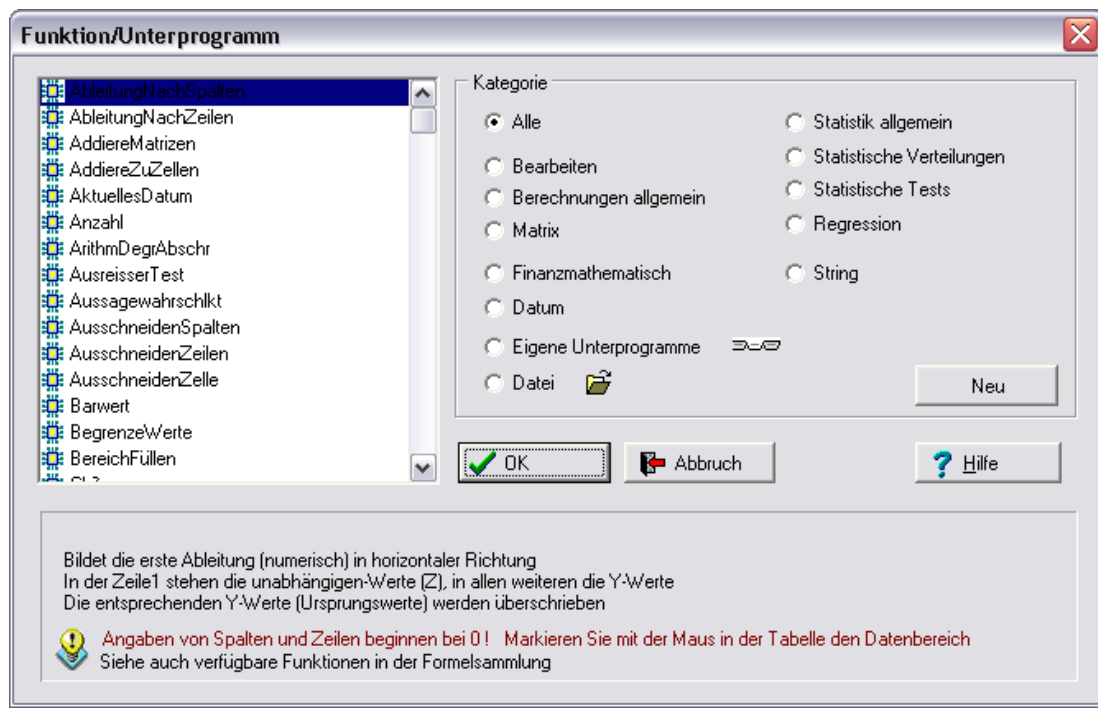 Funktion/Unterprogramm
AbleitungNachSpalten
AbleitungNachZeilen
AddiereMatrizen
AddiereZuZellen
AktuellesDatum
Anzahl
ArithmDegrAbschr
AusreisserTest
Aussagewahrschlkt
AusschneidenSpalten
AusschneidenZeilen
AusschneidenZelle
Barwert
BegrenzeWerte
BereichFüllen
Kategorie
Alle
Bearbeiten
Berechnungen allgemein
Matrix
Finanzmathematisch
Datum
Eigene Unterprogramme
Datei
Statistik allgemein
Statistische Verteilungen
Statistische Tests
Regression
String
Neu
OK
Abbruch
Hilfe
Bildet die erste Ableitung (numerisch) in horizontaler Richtung
In der Zeile1 stehen die unabhängigen-Werte (Z), in allen weiteren die Y-Werte
Die entsprechenden Y-Werte (Ursprungswerte) werden überschrieben
Angaben von Spalten und Zeilen beginnen bei 0 ! Markieren Sie mit der Maus in der Tabelle den Datenbereich
Siehe auch verfügbare Funktionen in der Formelsammlung